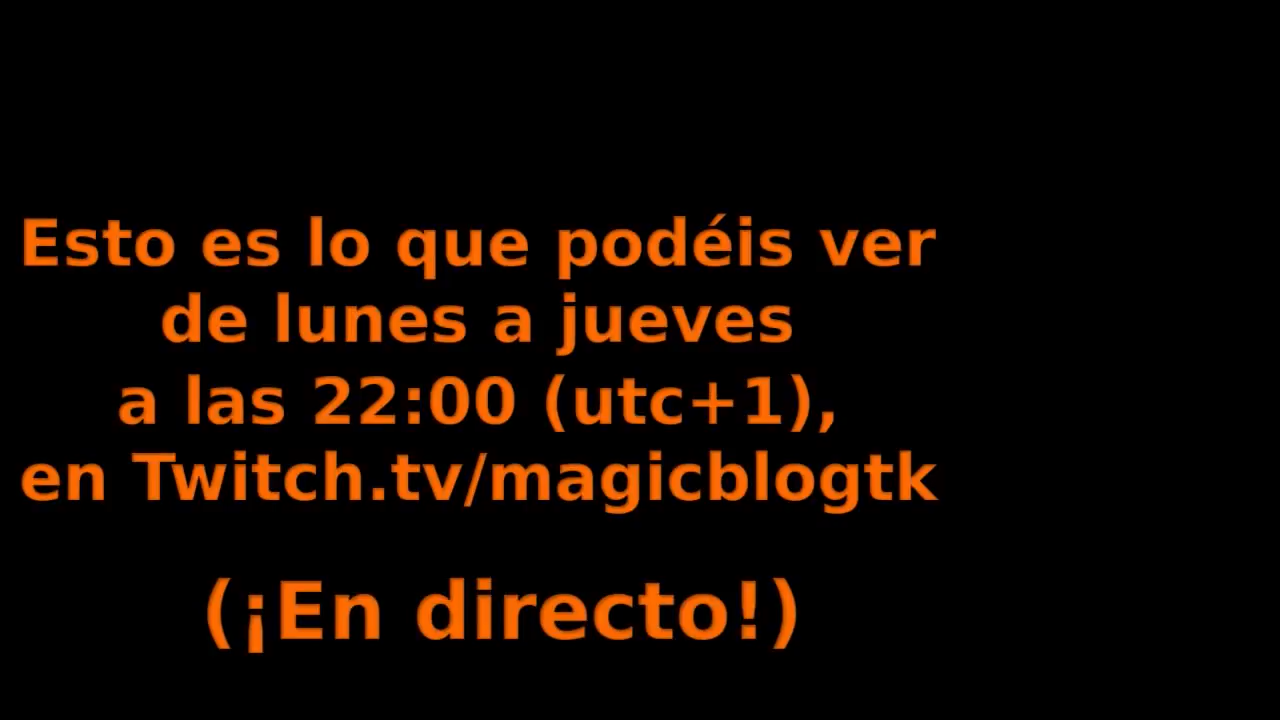 Esto es lo que podéis ver
de lunes a jueves
a las 22:00 (utc+1),
en Twitch.tv/magicblogtk
(¡En directo!)